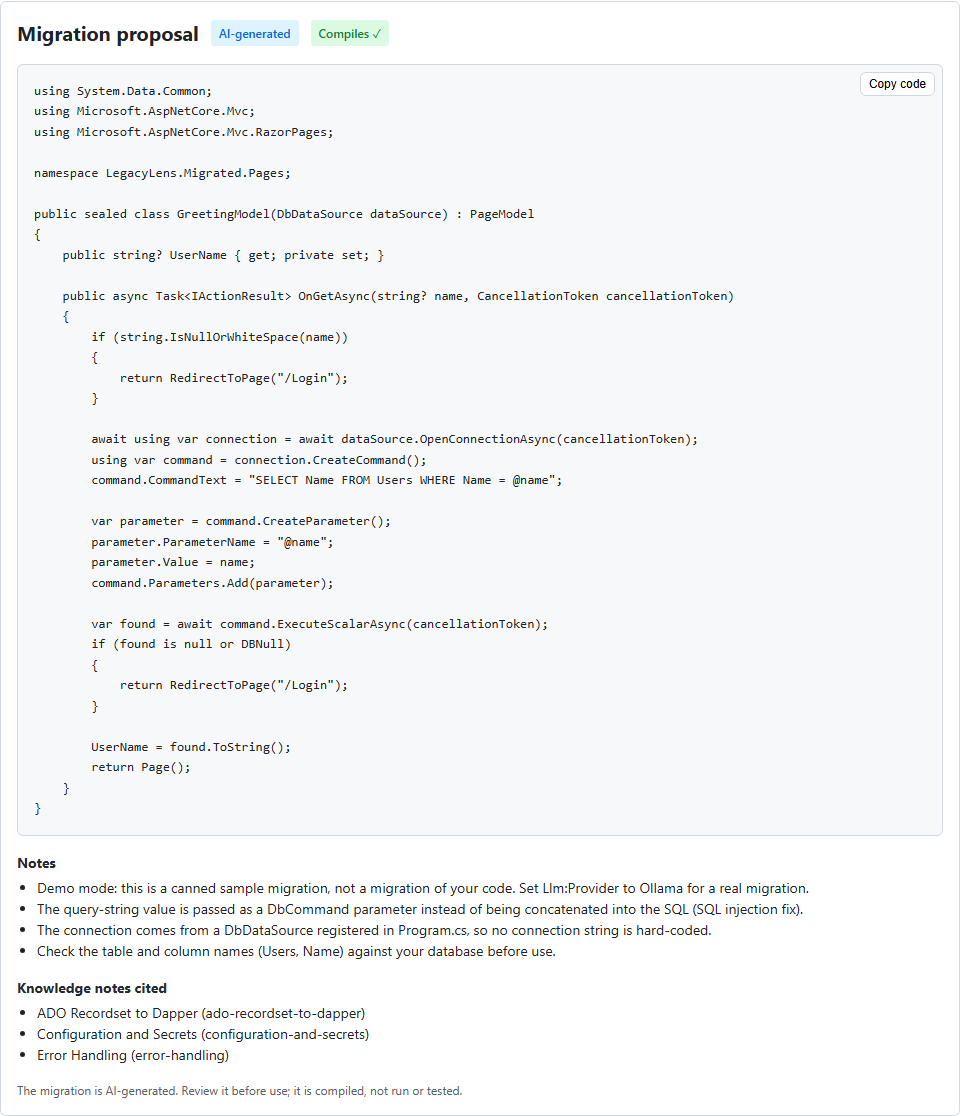 Migration proposal AI-generated Compiles ✓
Copy code
using System.Data.Common;
using Microsoft.AspNetCore.Mvc;
using Microsoft.AspNetCore.Mvc.RazorPages;

namespace LegacyLens.Migrated.Pages;

public sealed class GreetingModel(DbDataSource dataSource) : PageModel
{
    public string? UserName { get; private set; }

    public async Task<IActionResult> OnGetAsync(string? name, CancellationToken cancellationToken)
    {
        if (string.IsNullOrWhiteSpace(name))
        {
            return RedirectToPage("/Login");
        }

        await using var connection = await dataSource.OpenConnectionAsync(cancellationToken);
        using var command = connection.CreateCommand();
        command.CommandText = "SELECT Name FROM Users WHERE Name = @name";

        var parameter = command.CreateParameter();
        parameter.ParameterName = "@name";
        parameter.Value = name;
        command.Parameters.Add(parameter);

        var found = await command.ExecuteScalarAsync(cancellationToken);
        if (found is null or DBNull)
        {
            return RedirectToPage("/Login");
        }

        UserName = found.ToString();
        return Page();
    }
}
Notes
• Demo mode: this is a canned sample migration, not a migration of your code. Set Llm:Provider to Ollama for a real migration.
• The query-string value is passed as a DbCommand parameter instead of being concatenated into the SQL (SQL injection fix).
• The connection comes from a DbDataSource registered in Program.cs, so no connection string is hard-coded.
• Check the table and column names (Users, Name) against your database before use.
Knowledge notes cited
• ADO Recordset to Dapper (ado-recordset-to-dapper)
• Configuration and Secrets (configuration-and-secrets)
• Error Handling (error-handling)
The migration is AI-generated. Review it before use; it is compiled, not run or tested.